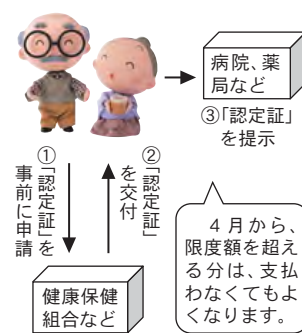 病院、薬
局など
③「認定証」
を提示
①「認定証」を
事前に申請
②「認定証」
を交付
4月から、
限度額を超え
る分は、支払
わなくてもよ
くなります。
健康保健
組合など